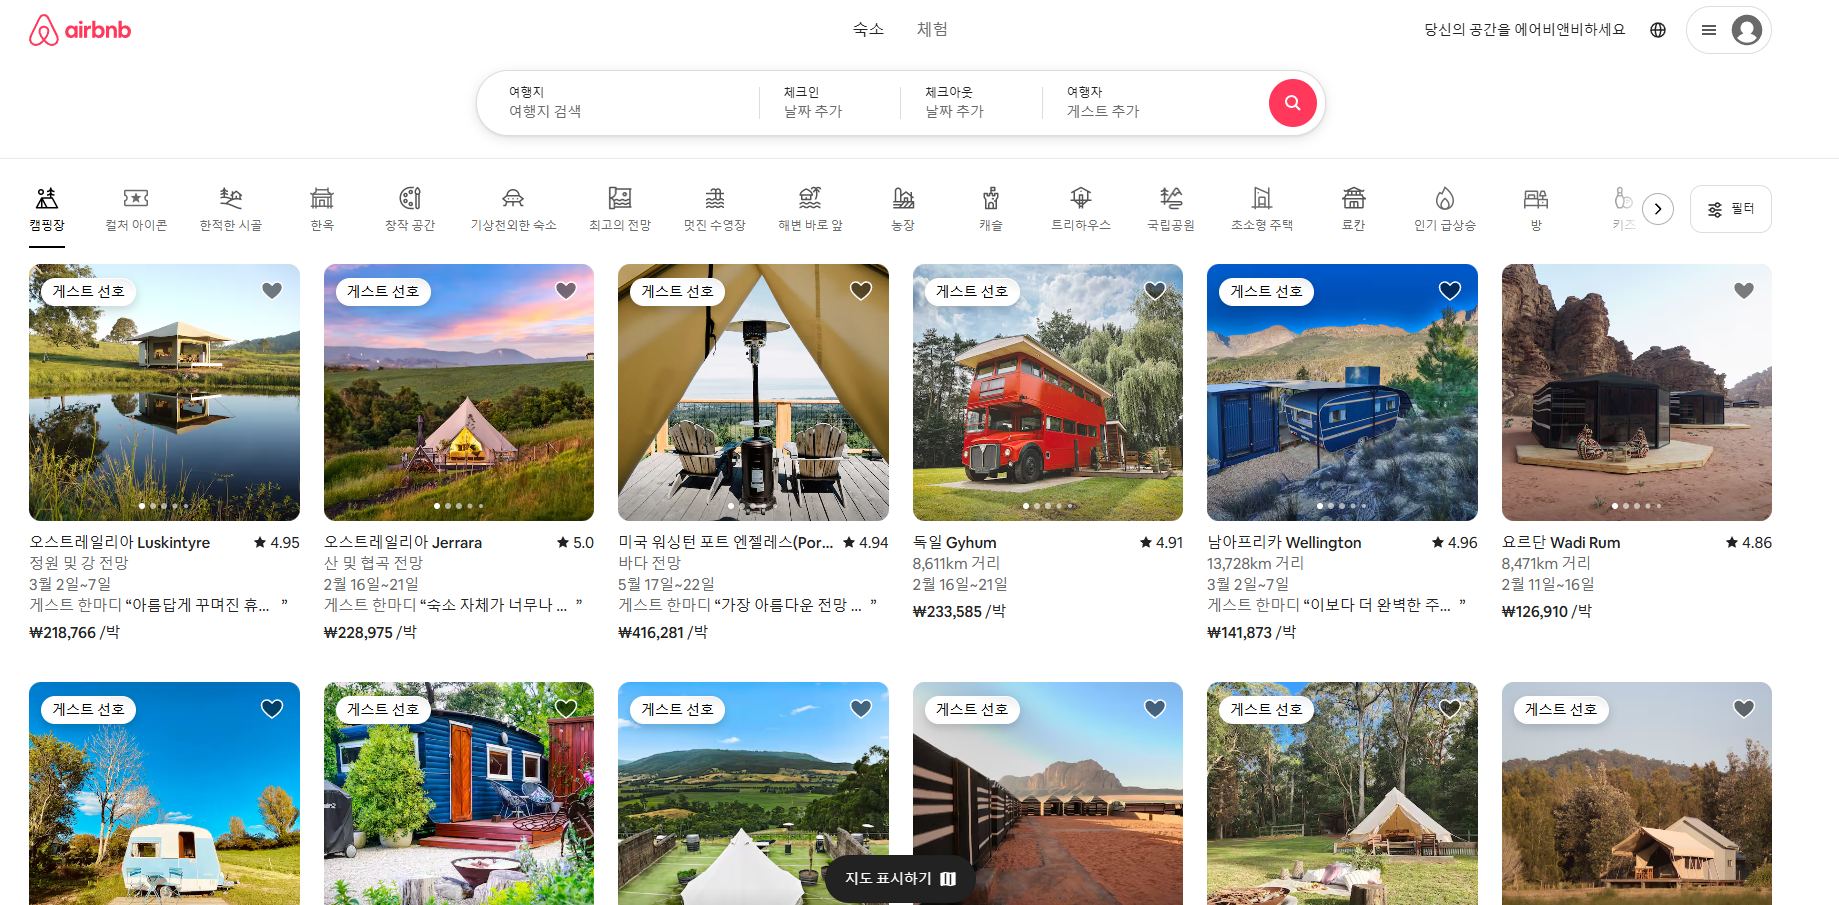 airbnb
숙소 체험
당신의 공간을 에어비앤비하세요
여행지
여행지 검색
체크인
날짜 추가
체크아웃
날짜 추가
여행자
게스트 추가
캠핑장
컬처 아이콘
한적한 시골
한옥
창작 공간
기상천외한 숙소
최고의 전망
멋진 수영장
해변 바로 앞
농장
캐슬
트리하우스
국립공원
초소형 주택
료칸
인기 급상승
방
키즈
필터
게스트 선호
게스트 선호
게스트 선호
게스트 선호
게스트 선호
오스트레일리아 Luskintyre 4.95
정원 및 강 전망
3월 2일~7일
게스트 한마디 “아름답게 꾸며진 휴... ”
₩218,766 /박
오스트레일리아 Jerrara 5.0
산 및 협곡 전망
2월 16일~21일
게스트 한마디 “숙소 자체가 너무나 ... ”
₩228,975 /박
미국 워싱턴 포트 엔젤레스(Por... 4.94
바다 전망
5월 17일~22일
게스트 한마디 “가장 아름다운 전망 ... ”
₩416,281 /박
독일 Gyhum 4.91
8,611km 거리
2월 16일~21일
₩233,585 /박
남아프리카 Wellington 4.96
13,728km 거리
3월 2일~7일
게스트 한마디 “이보다 더 완벽한 주... ”
₩141,873 /박
요르단 Wadi Rum 4.86
8,471km 거리
2월 11일~16일
₩126,910 /박
게스트 선호
게스트 선호
게스트 선호
게스트 선호
게스트 선호
게스트 선호
지도 표시하기